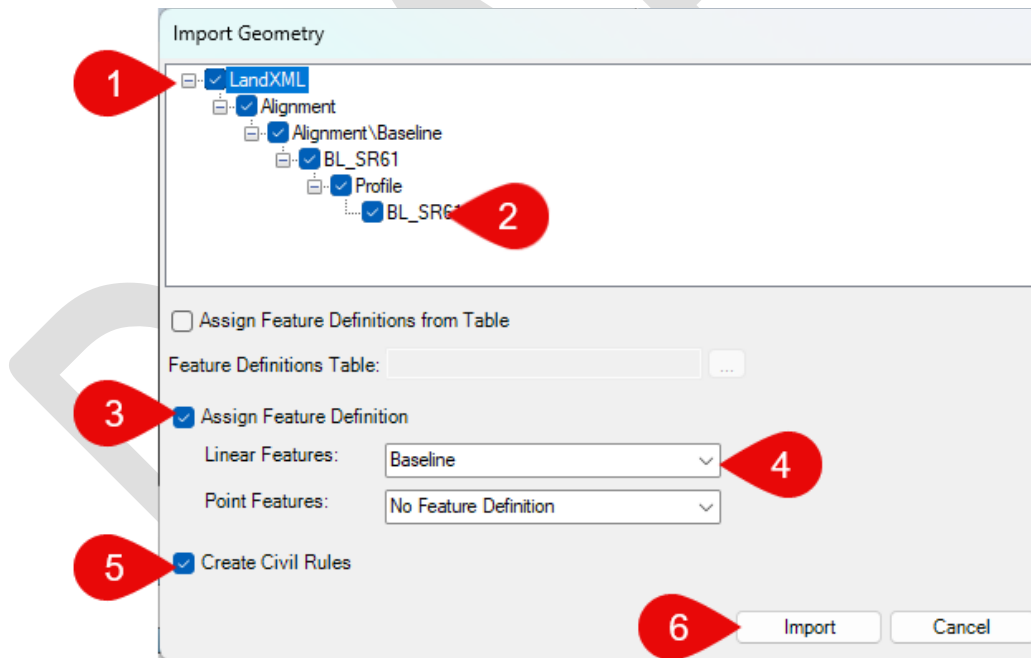 Import Geometry
1
LandXML
Alignment
Alignment\Baseline
BL_SR61
Profile
BL_SR61
2
Assign Feature Definitions from Table
Feature Definitions Table:
...
3
Assign Feature Definition
Linear Features:
Baseline
4
Point Features:
No Feature Definition
5
Create Civil Rules
6
Import
Cancel